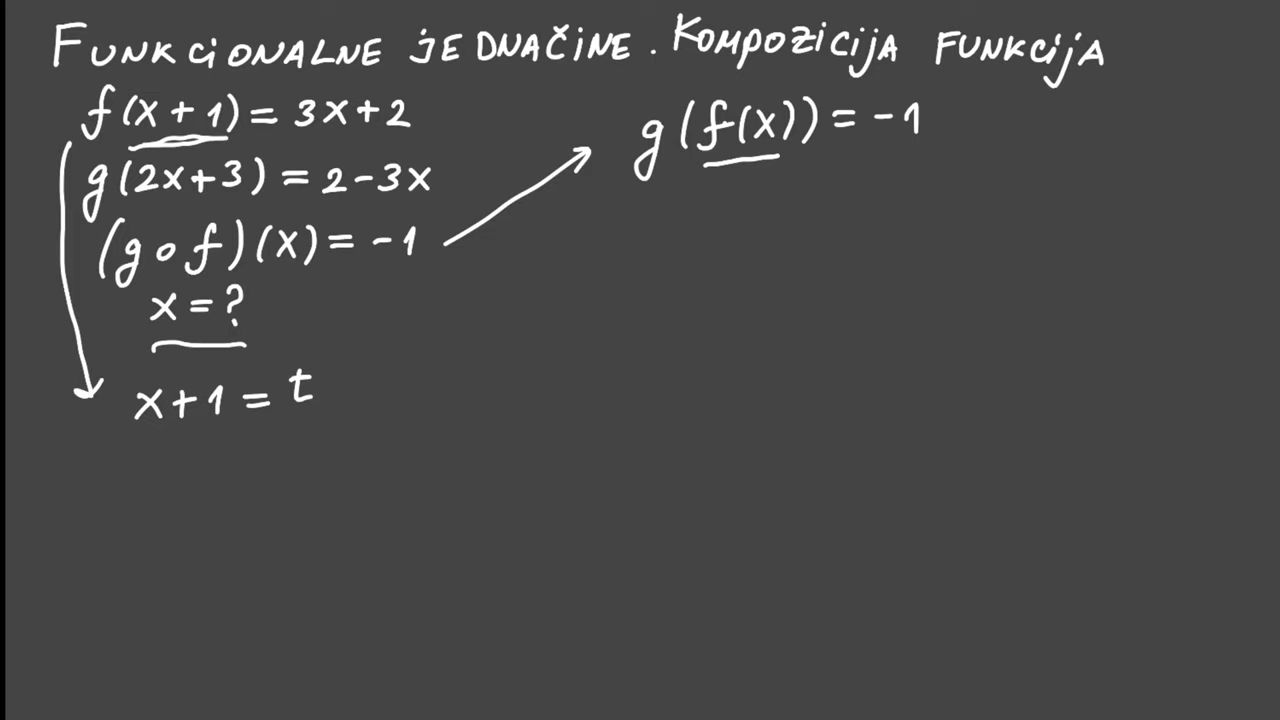 FUNKCIONALNE JEDNAČINE. KOMPOZICIJA FUNKCIJA
f(x+1) = 3x+2
g(2x+3) = 2-3x
(g∘f)(x) = -1
x = ?
x+1 = t
g(f(x)) = -1